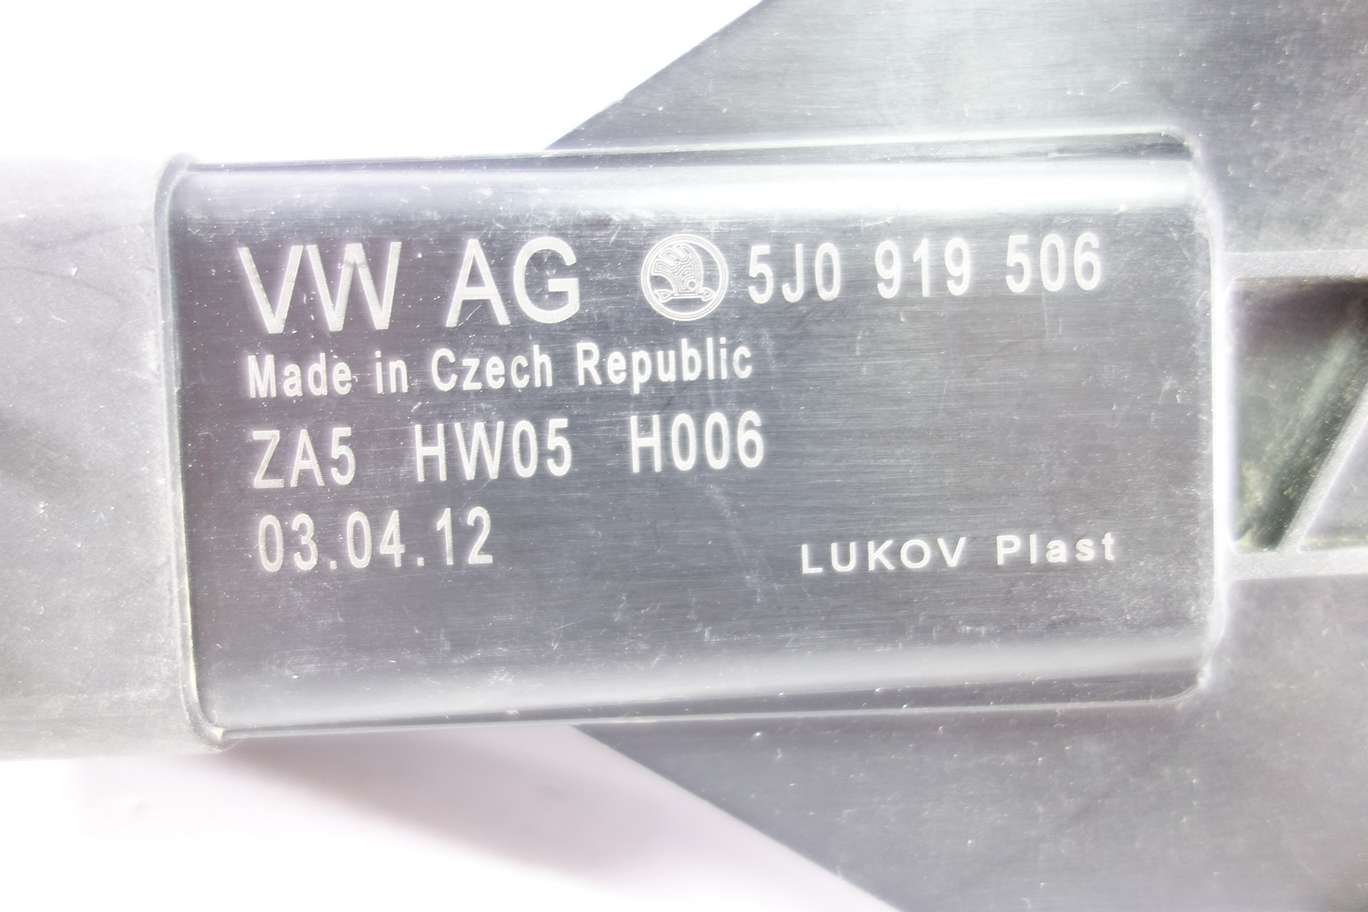 VW AG 5J0 919 506
Made in Czech Republic
ZA5 HW05 H006
03.04.12
LUKOV Plast